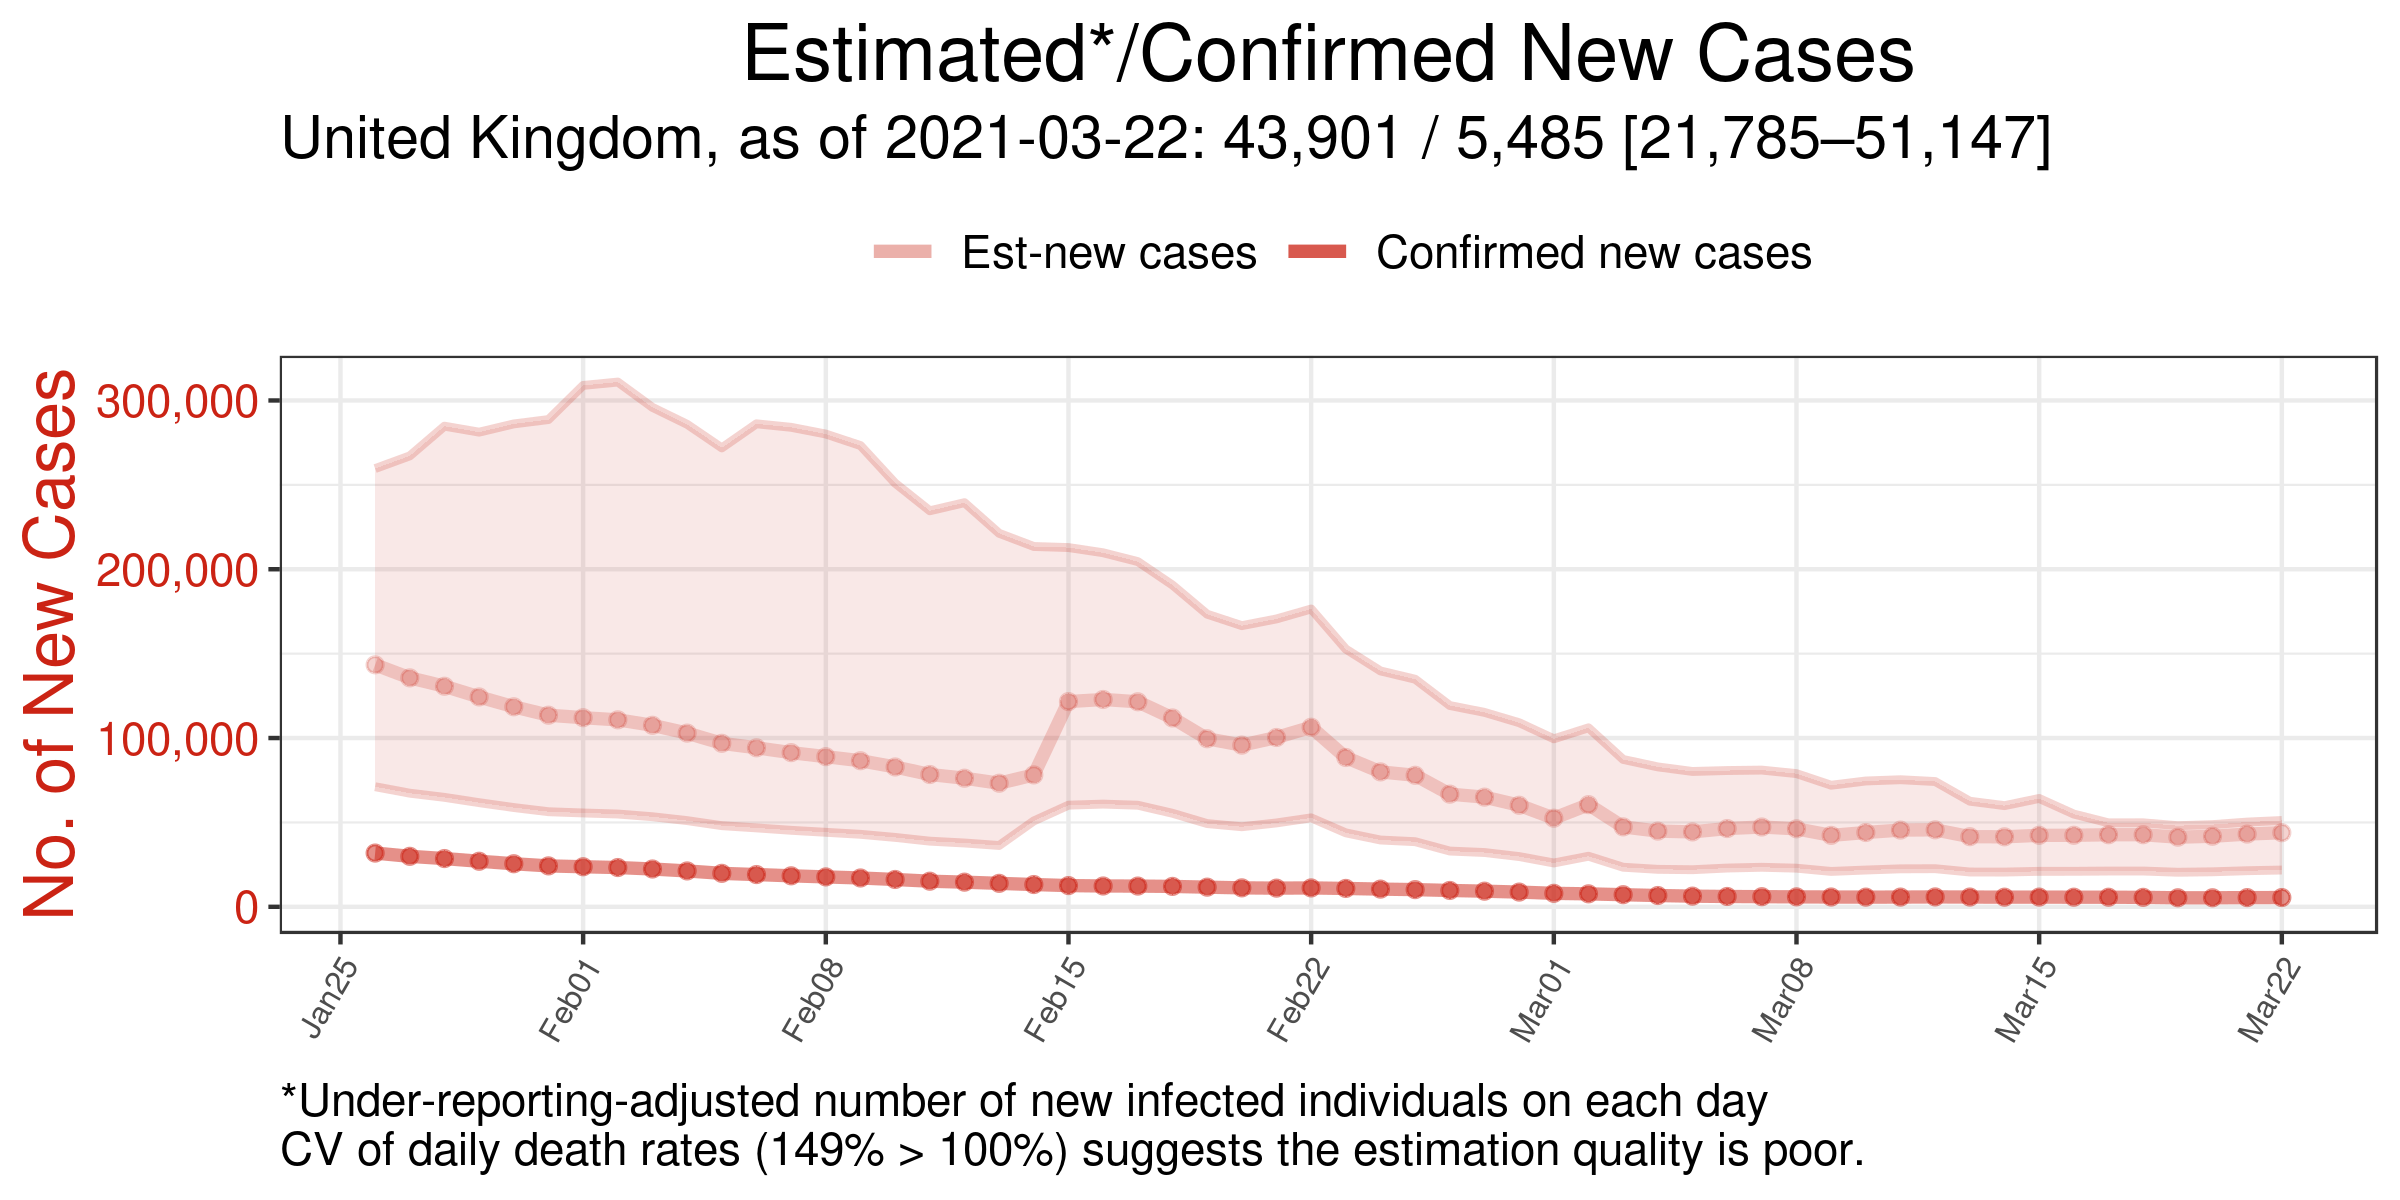 Estimated*/Confirmed New Cases
United Kingdom, as of 2021-03-22: 43,901 / 5,485 [21,785–51,147]
Est-new cases
Confirmed new cases
No. of New Cases
300,000
200,000
100,000
0
Jan25
Feb01
Feb08
Feb15
Feb22
Mar01
Mar08
Mar15
Mar22
*Under-reporting-adjusted number of new infected individuals on each day
CV of daily death rates (149% > 100%) suggests the estimation quality is poor.